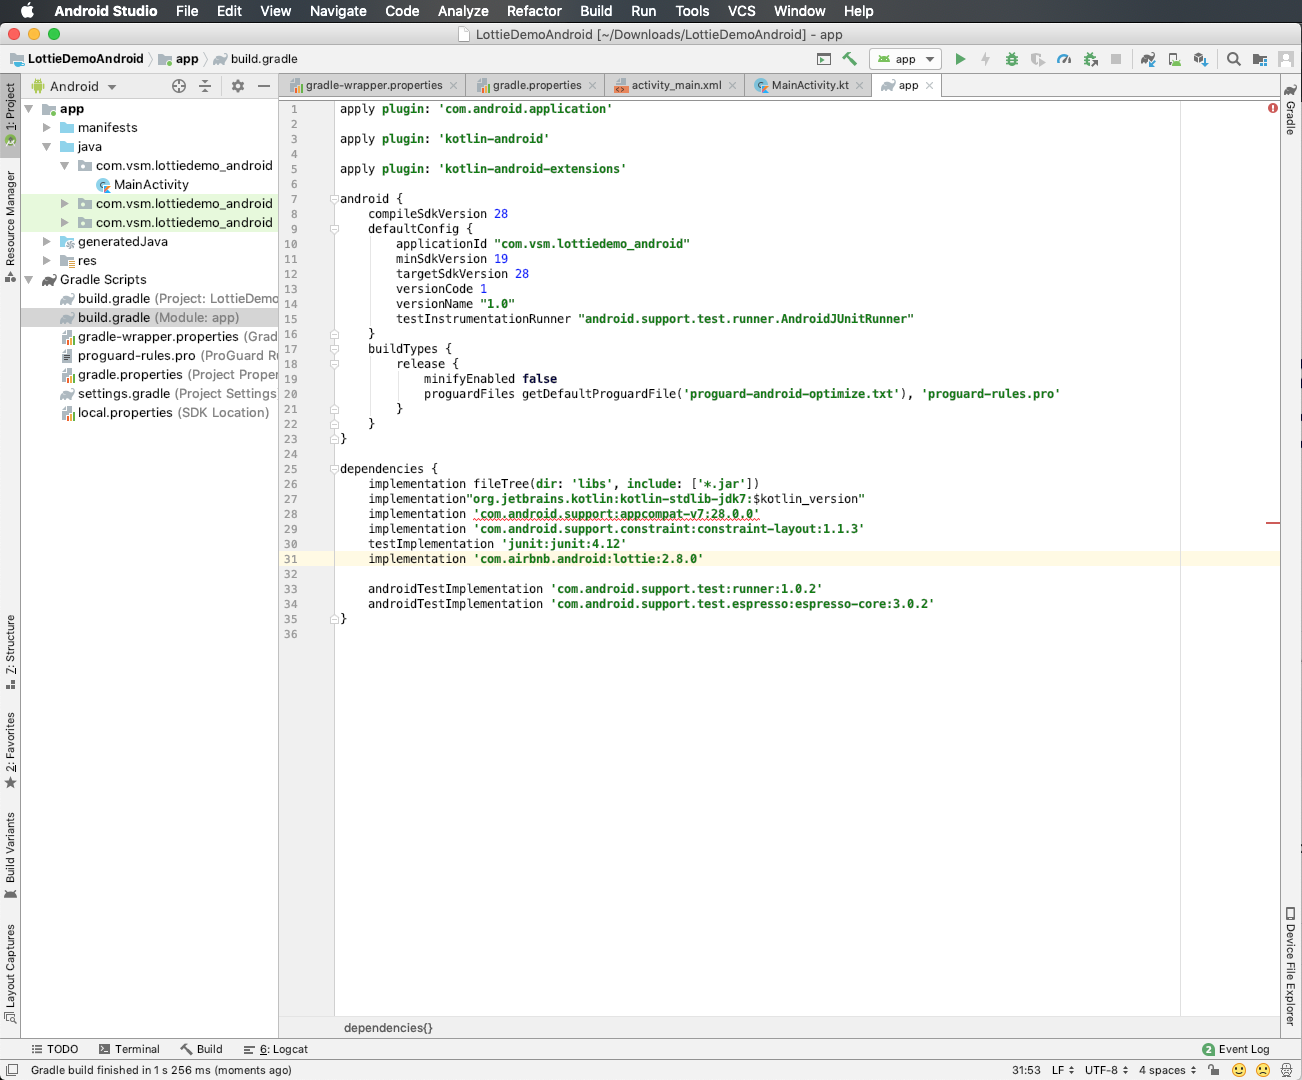 Android Studio File Edit View Navigate Code Analyze Refactor Build Run Tools VCS Window Help
LottieDemoAndroid [~/Downloads/LottieDemoAndroid] - app
LottieDemoAndroid app build.gradle app
Android gradle-wrapper.properties gradle.properties activity_main.xml MainActivity.kt app
1: Project
Resource Manager
Z: Structure
2: Favorites
Build Variants
Layout Captures
app
manifests
java
com.vsm.lottiedemo_android
MainActivity
com.vsm.lottiedemo_android
com.vsm.lottiedemo_android
generatedJava
res
Gradle Scripts
build.gradle (Project: LottieDemo
build.gradle (Module: app)
gradle-wrapper.properties (Grad
proguard-rules.pro (ProGuard Ru
gradle.properties (Project Proper
settings.gradle (Project Settings
local.properties (SDK Location)
1 apply plugin: 'com.android.application'
2
3 apply plugin: 'kotlin-android'
4
5 apply plugin: 'kotlin-android-extensions'
6
7 android {
8 compileSdkVersion 28
9 defaultConfig {
10 applicationId "com.vsm.lottiedemo_android"
11 minSdkVersion 19
12 targetSdkVersion 28
13 versionCode 1
14 versionName "1.0"
15 testInstrumentationRunner "android.support.test.runner.AndroidJUnitRunner"
16 }
17 buildTypes {
18 release {
19 minifyEnabled false
20 proguardFiles getDefaultProguardFile('proguard-android-optimize.txt'), 'proguard-rules.pro'
21 }
22 }
23 }
24
25 dependencies {
26 implementation fileTree(dir: 'libs', include: ['*.jar'])
27 implementation"org.jetbrains.kotlin:kotlin-stdlib-jdk7:$kotlin_version"
28 implementation 'com.android.support:appcompat-v7:28.0.0'
29 implementation 'com.android.support.constraint:constraint-layout:1.1.3'
30 testImplementation 'junit:junit:4.12'
31 implementation 'com.airbnb.android:lottie:2.8.0'
32
33 androidTestImplementation 'com.android.support.test:runner:1.0.2'
34 androidTestImplementation 'com.android.support.test.espresso:espresso-core:3.0.2'
35 }
36
Gradle
Device File Explorer
dependencies{}
TODO Terminal Build 6: Logcat 2 Event Log
Gradle build finished in 1 s 256 ms (moments ago) 31:53 LF UTF-8 4 spaces